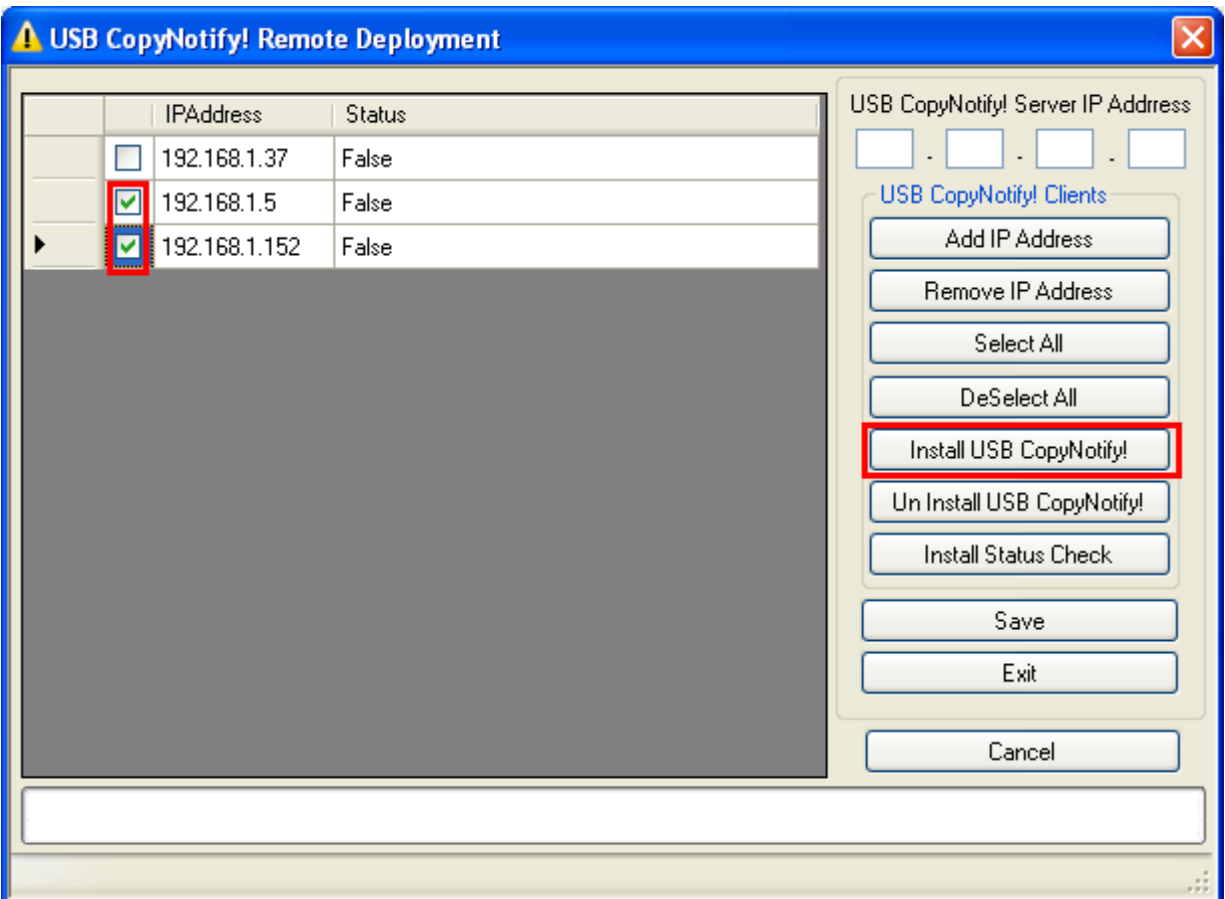 USB CopyNotify! Remote Deployment
IPAddress Status
192.168.1.37 False
192.168.1.5 False
192.168.1.152 False
USB CopyNotify! Server IP Addrress
. . .
USB CopyNotify! Clients
Add IP Address
Remove IP Address
Select All
DeSelect All
Install USB CopyNotify!
Un Install USB CopyNotify!
Install Status Check
Save
Exit
Cancel